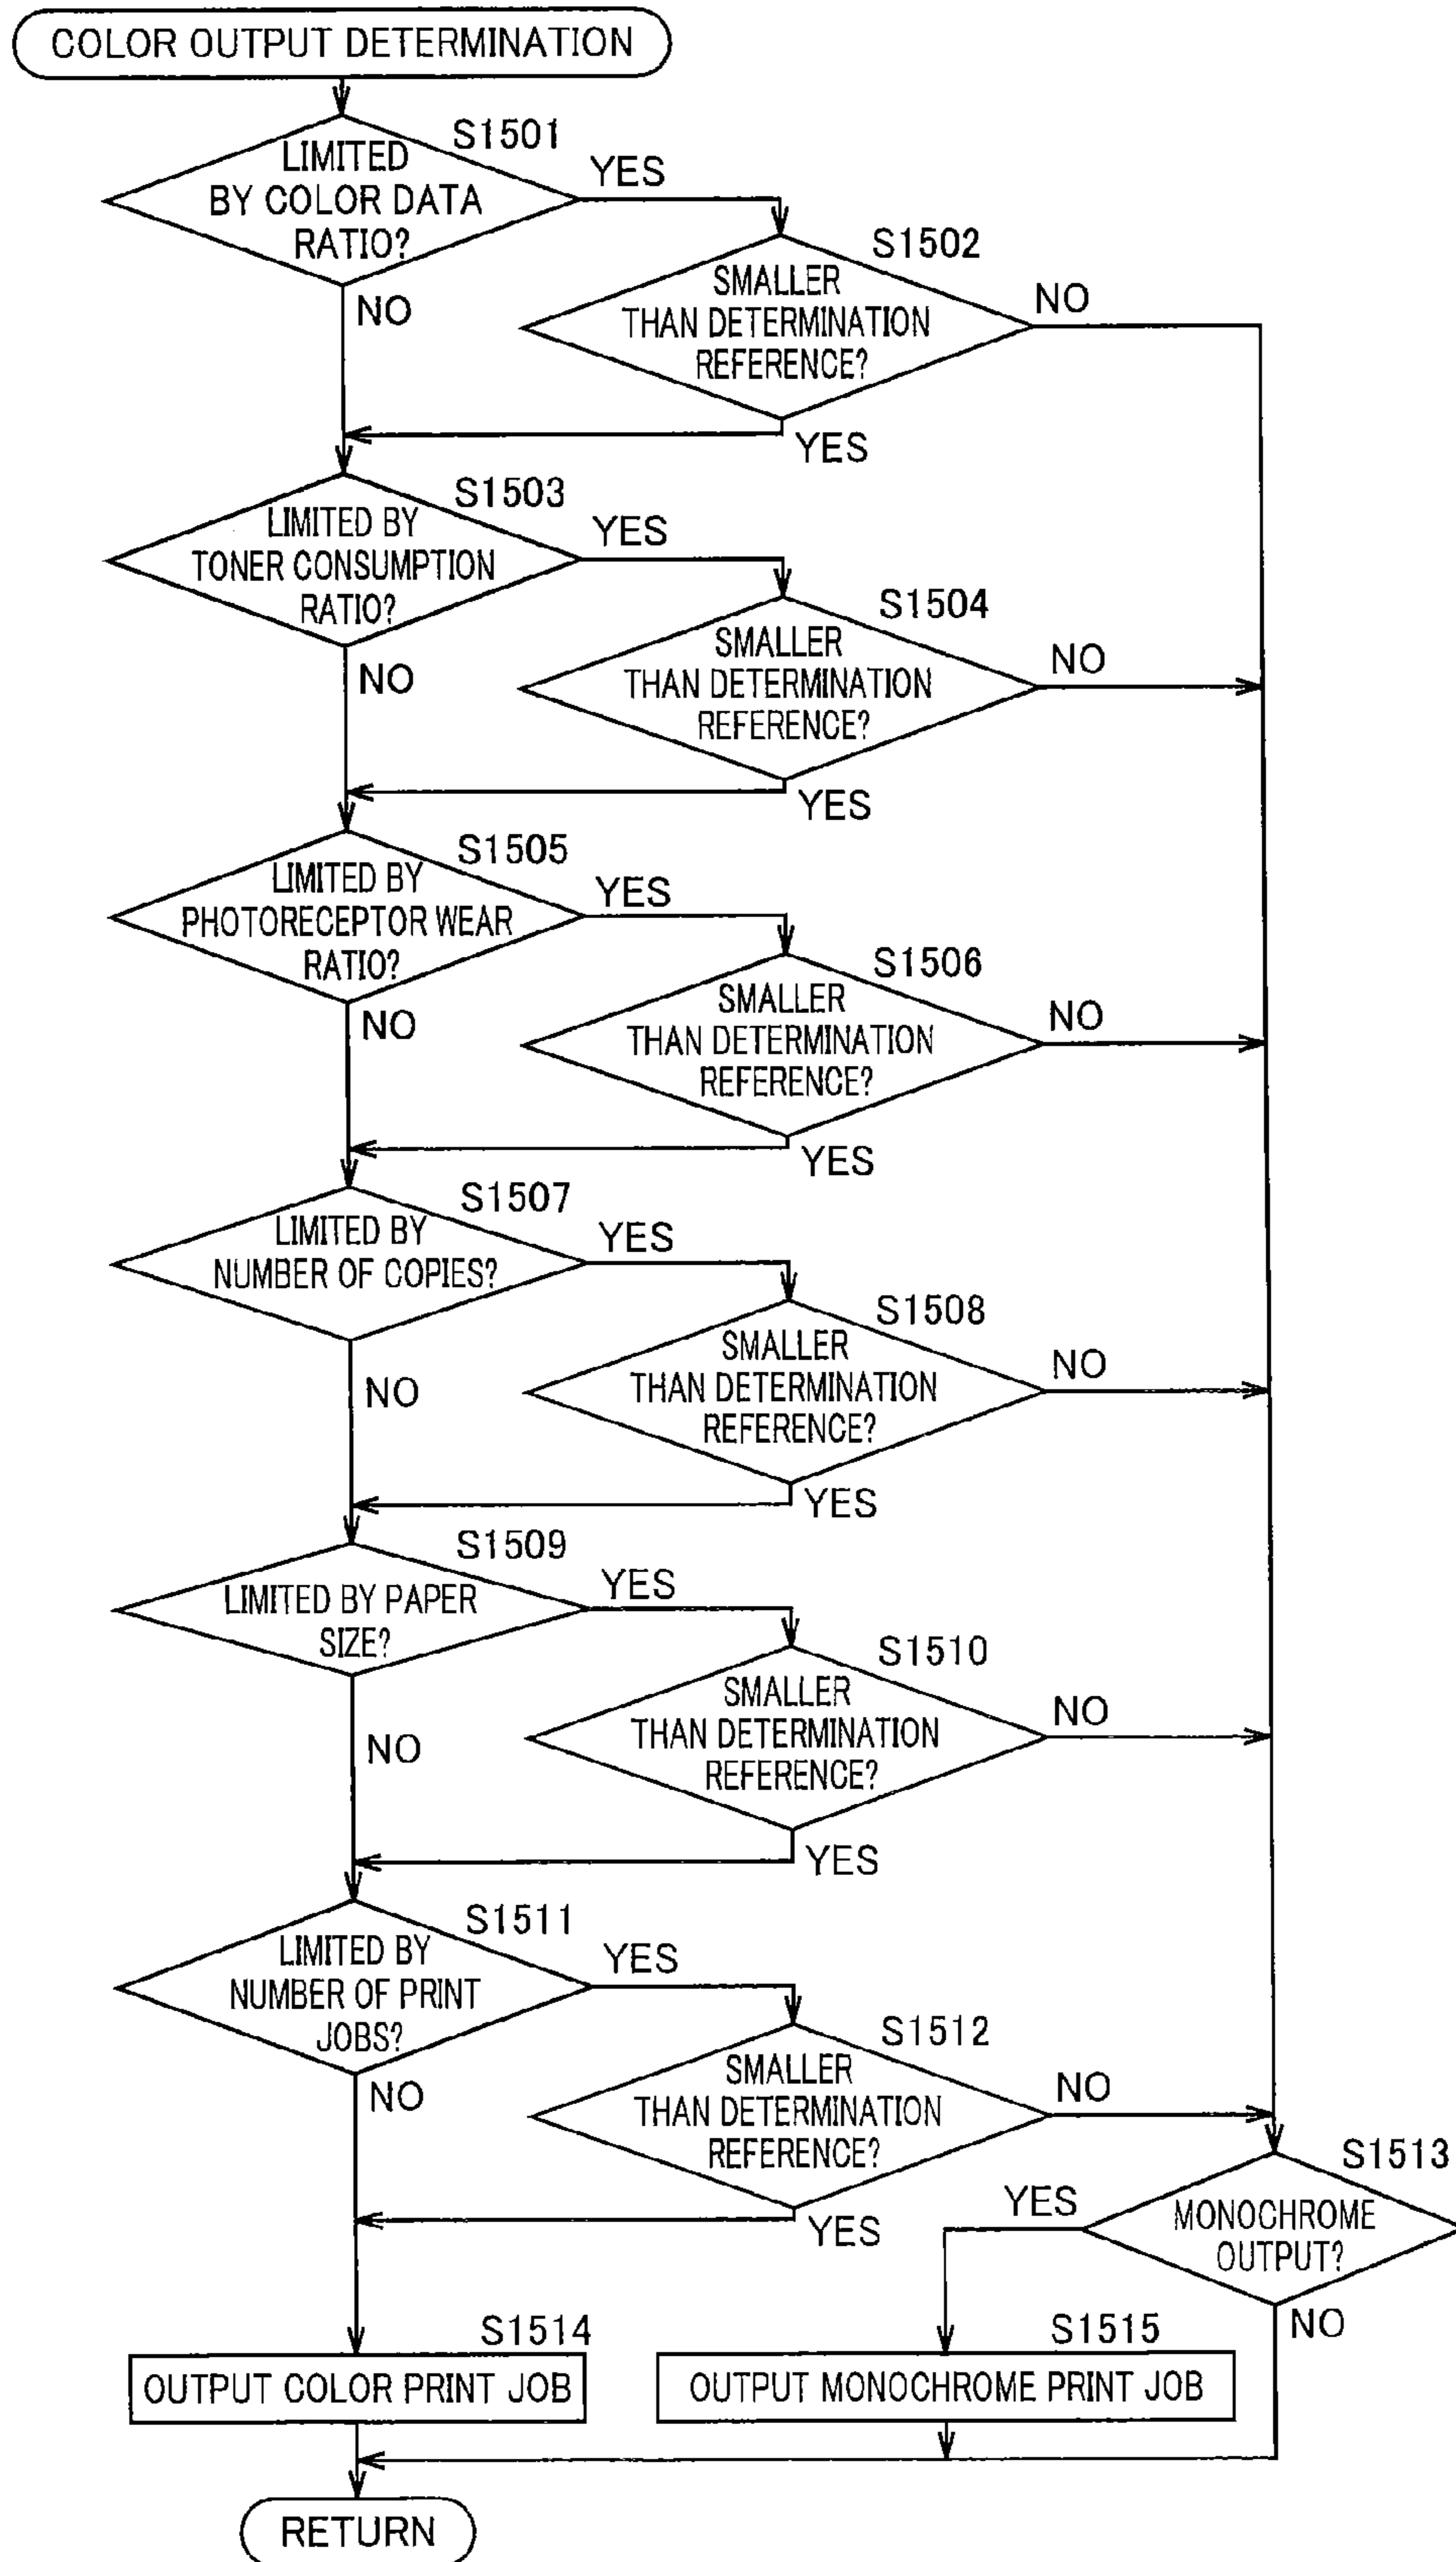 COLOR OUTPUT DETERMINATION
S1501
LIMITED
BY COLOR DATA
RATIO?
YES
NO
S1502
SMALLER
THAN DETERMINATION
REFERENCE?
NO
YES
S1503
LIMITED BY
TONER CONSUMPTION
RATIO?
YES
NO
S1504
SMALLER
THAN DETERMINATION
REFERENCE?
NO
YES
S1505
LIMITED BY
PHOTORECEPTOR WEAR
RATIO?
YES
NO
S1506
SMALLER
THAN DETERMINATION
REFERENCE?
NO
YES
S1507
LIMITED BY
NUMBER OF COPIES?
YES
NO
S1508
SMALLER
THAN DETERMINATION
REFERENCE?
NO
YES
S1509
LIMITED BY PAPER
SIZE?
YES
NO
S1510
SMALLER
THAN DETERMINATION
REFERENCE?
NO
YES
S1511
LIMITED BY
NUMBER OF PRINT
JOBS?
YES
NO
S1512
SMALLER
THAN DETERMINATION
REFERENCE?
NO
YES
S1513
MONOCHROME
OUTPUT?
YES
NO
S1514
OUTPUT COLOR PRINT JOB
S1515
OUTPUT MONOCHROME PRINT JOB
RETURN